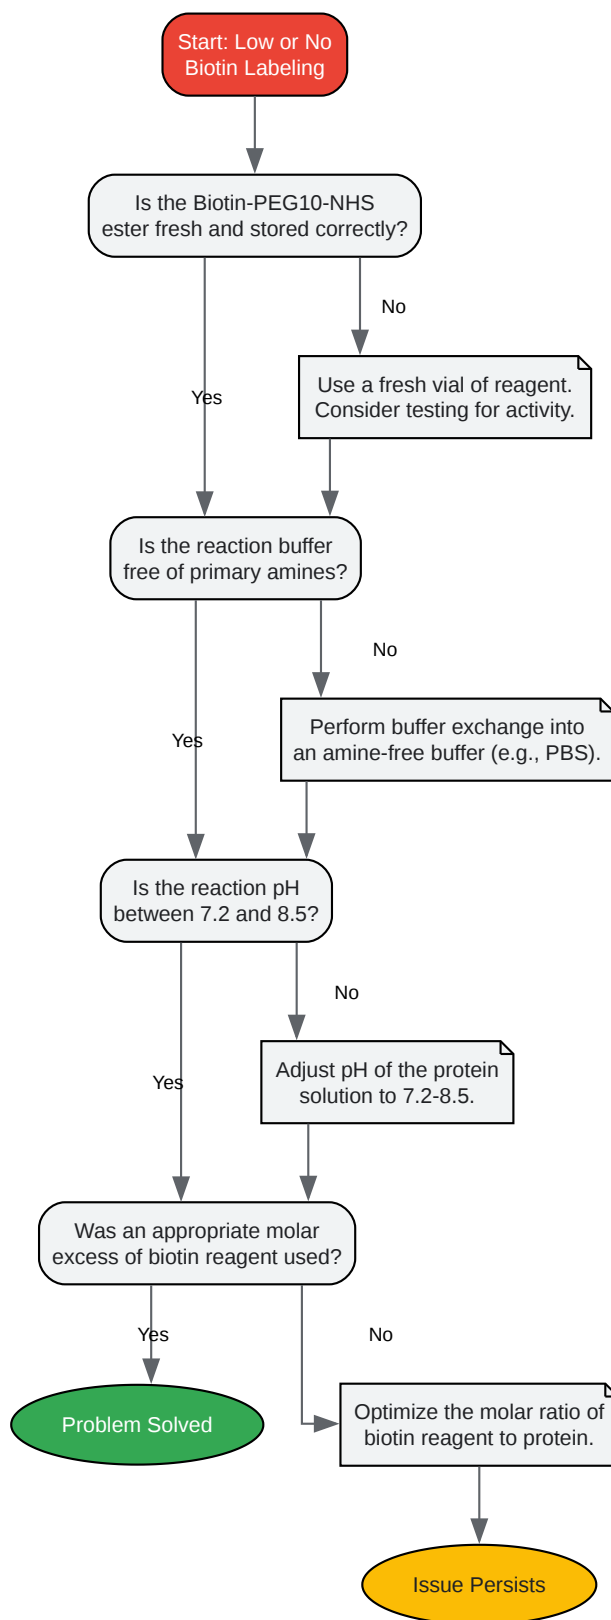 Start: Low or No
Biotin Labeling
Is the Biotin-PEG10-NHS
ester fresh and stored correctly?
No
Use a fresh vial of reagent.
Consider testing for activity.
Yes
Is the reaction buffer
free of primary amines?
No
Perform buffer exchange into
an amine-free buffer (e.g., PBS).
Yes
Is the reaction pH
between 7.2 and 8.5?
No
Adjust pH of the protein
solution to 7.2-8.5.
Yes
Was an appropriate molar
excess of biotin reagent used?
Yes
No
Problem Solved
Optimize the molar ratio of
biotin reagent to protein.
Issue Persists